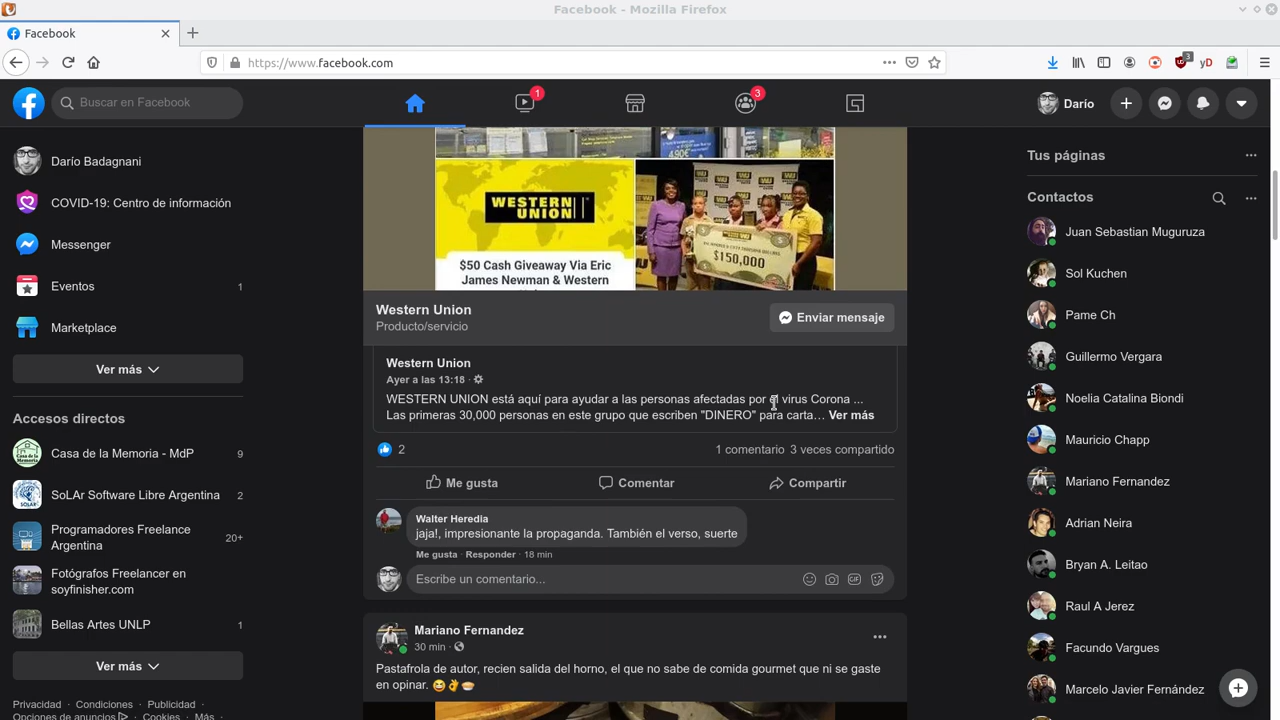 Facebook - Mozilla Firefox
Facebook
https://www.facebook.com
3
yD
Buscar en Facebook
1
3
Darío
Darío Badagnani
COVID-19: Centro de información
Messenger
Eventos
1
Marketplace
Ver más
Accesos directos
Casa de la Memoria - MdP
9
SoLAr Software Libre Argentina
2
Programadores Freelance
Argentina
20+
Fotógrafos Freelancer en
soyfinisher.com
Bellas Artes UNLP
1
Ver más
Privacidad · Condiciones · Publicidad ·
Opciones de anuncios · Cookies · Más ·
WESTERN
UNION
$50 Cash Giveaway Via Eric
James Newman & Western
$150,000
Western Union
Producto/servicio
Enviar mensaje
Western Union
Ayer a las 13:18 ·
WESTERN UNION está aquí para ayudar a las personas afectadas por el virus Corona ...
Las primeras 30,000 personas en este grupo que escriben "DINERO" para carta… Ver más
2
1 comentario 3 veces compartido
Me gusta
Comentar
Compartir
Walter Heredia
jaja!, impresionante la propaganda. También el verso, suerte
Me gusta · Responder · 18 min
Escribe un comentario...
GIF
Mariano Fernandez
30 min ·
Pastafrola de autor, recien salida del horno, el que no sabe de comida gourmet que ni se gaste
en opinar. 😆👌🥧
Tus páginas
Contactos
Juan Sebastian Muguruza
Sol Kuchen
Pame Ch
Guillermo Vergara
Noelia Catalina Biondi
Mauricio Chapp
Mariano Fernandez
Adrian Neira
Bryan A. Leitao
Raul A Jerez
Facundo Vargues
Marcelo Javier Fernández